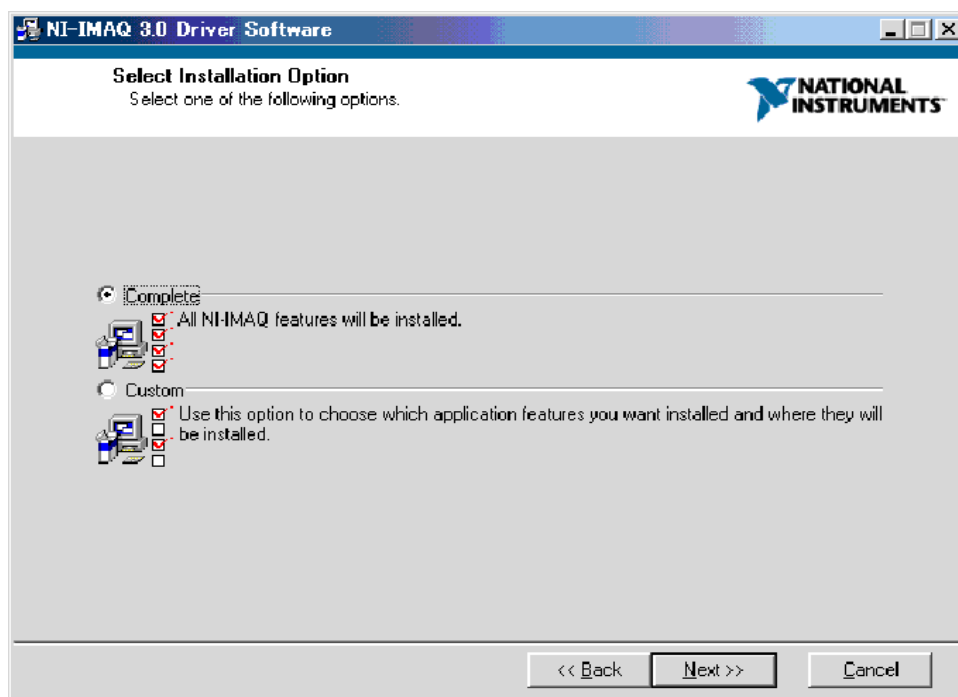 NI-IMAQ 3.0 Driver Software
Select Installation Option
Select one of the following options.
NATIONAL
INSTRUMENTS
Complete
All NI-IMAQ features will be installed.
Custom
Use this option to choose which application features you want installed and where they will
be installed.
<< Back
Next >>
Cancel